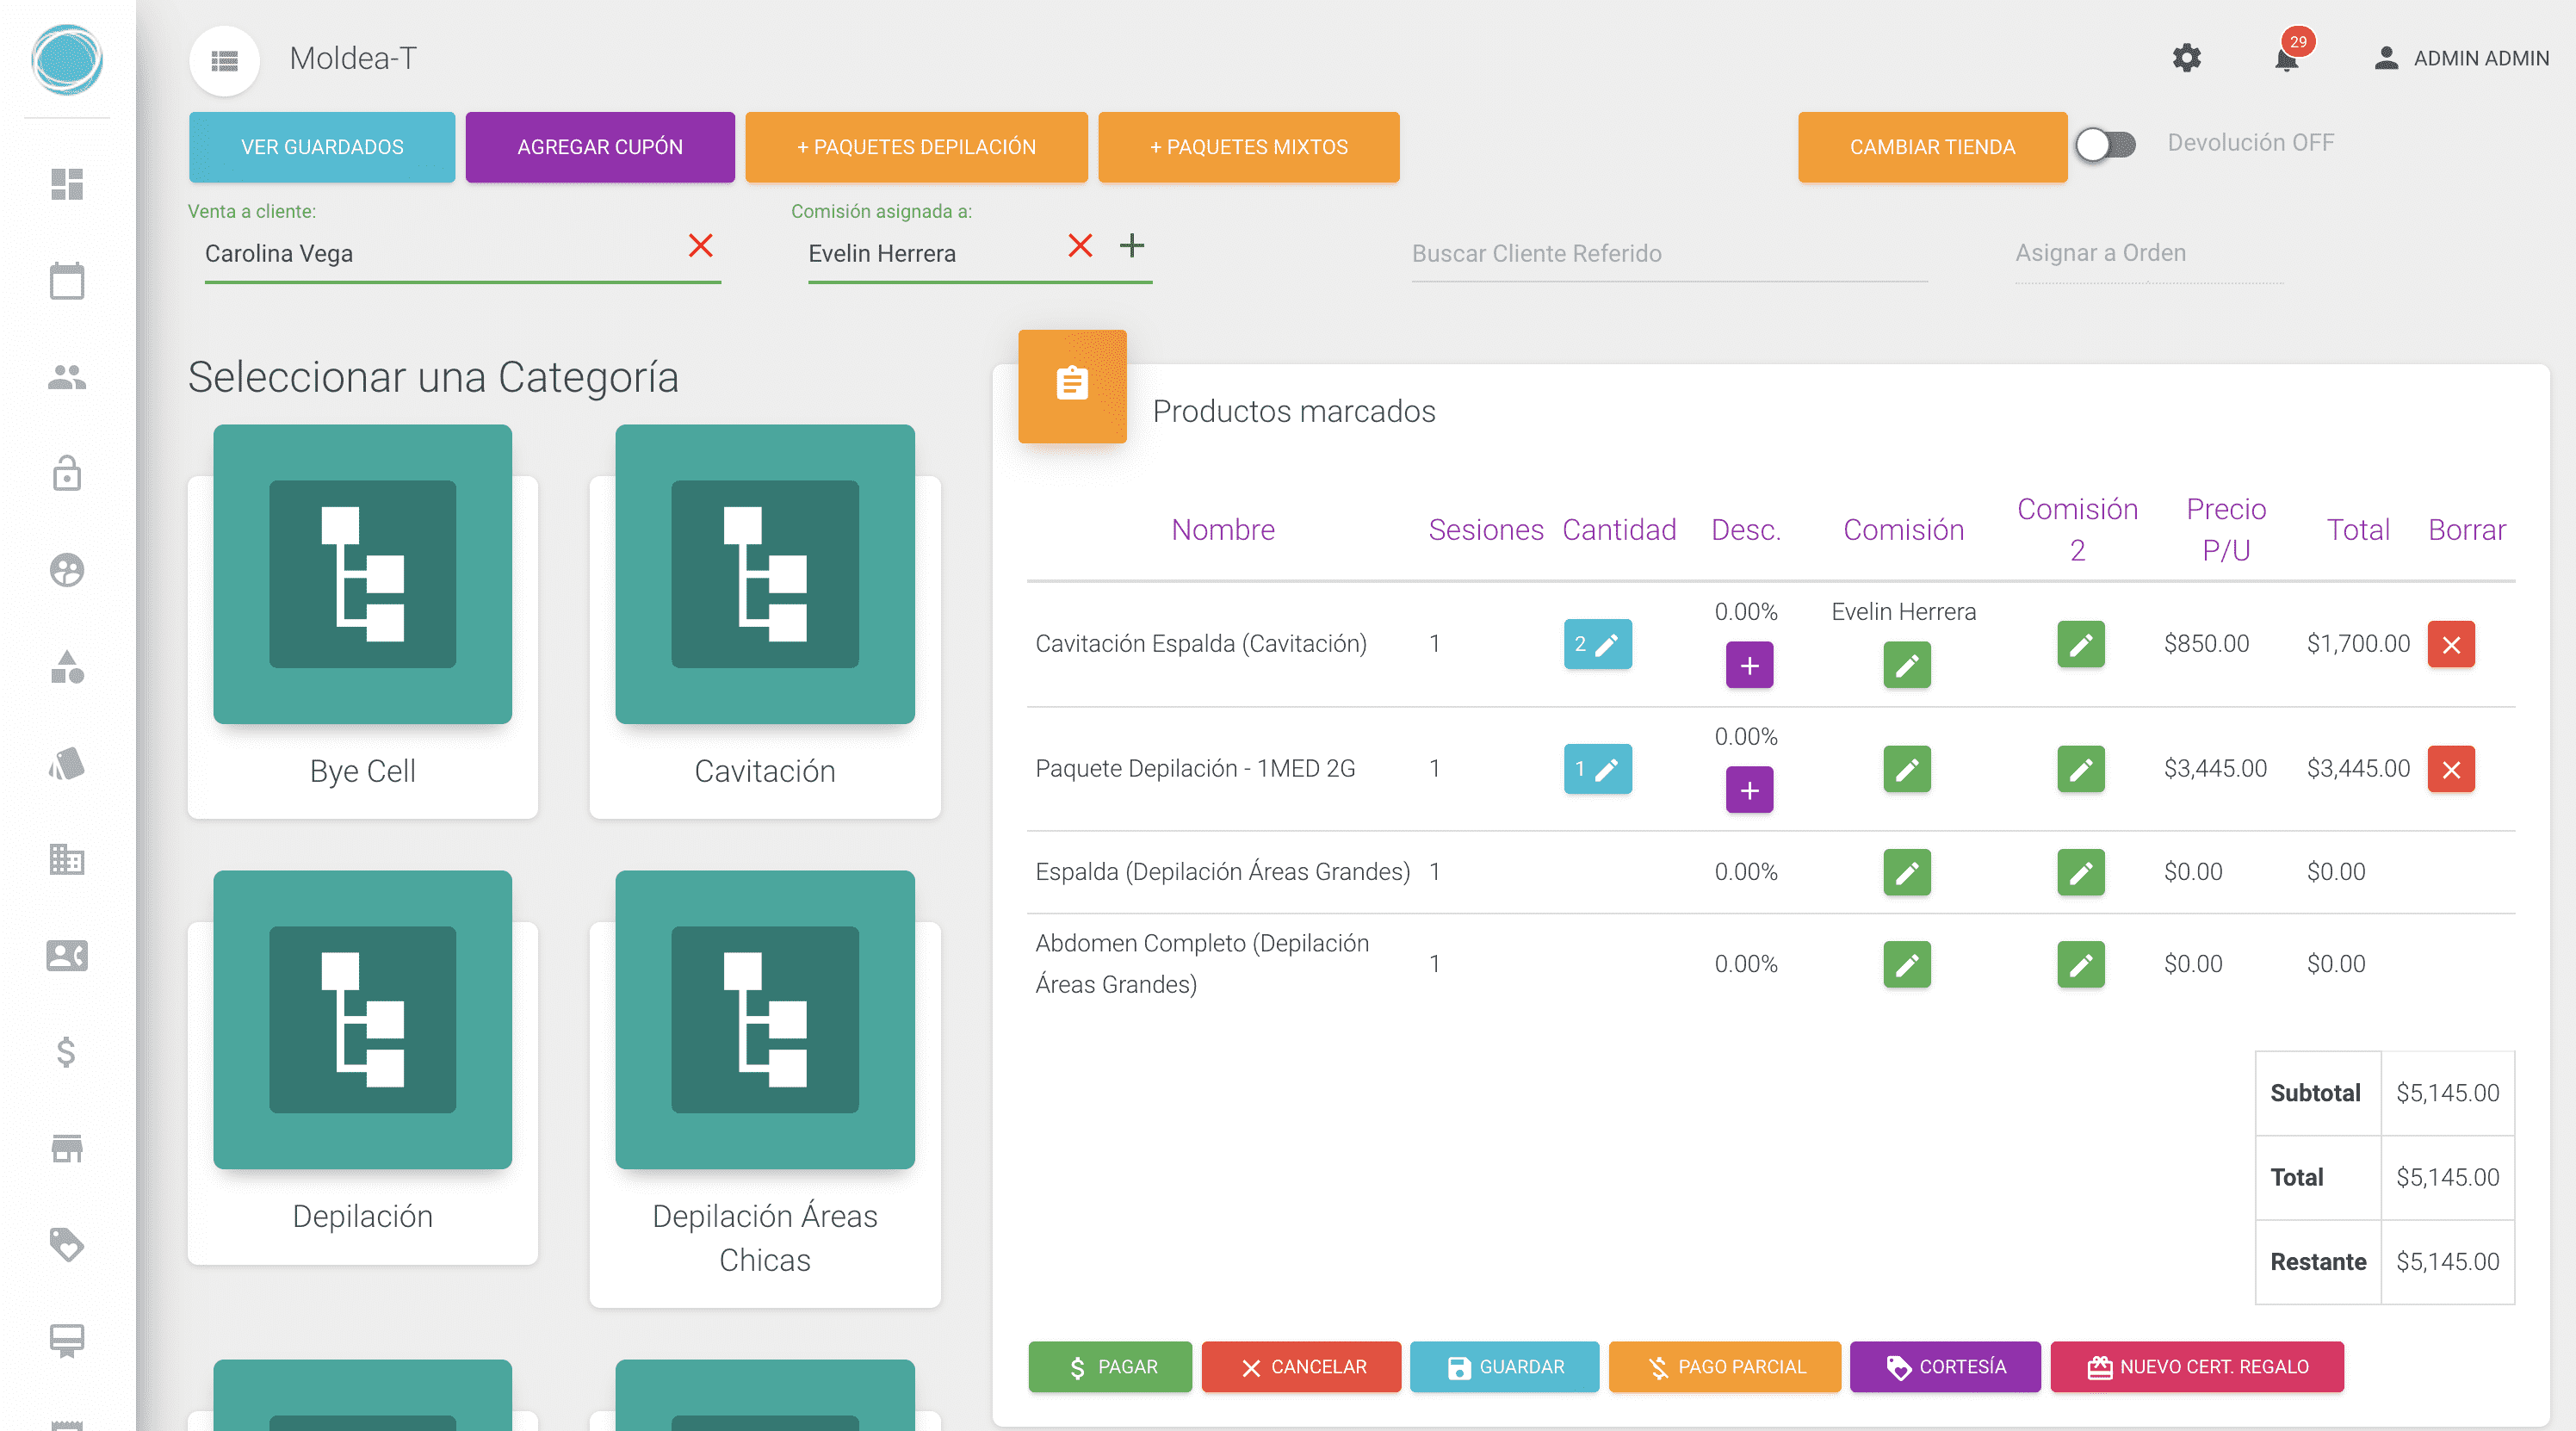 Moldea-T
29
ADMIN ADMIN
VER GUARDADOS
AGREGAR CUPÓN
+ PAQUETES DEPILACIÓN
+ PAQUETES MIXTOS
CAMBIAR TIENDA
Devolución OFF
Venta a cliente:
Comisión asignada a:
Carolina Vega
Evelin Herrera
Buscar Cliente Referido
Asignar a Orden
Seleccionar una Categoría
Bye Cell
Cavitación
Depilación
Depilación Áreas
Chicas
Productos marcados
Nombre Sesiones Cantidad Desc. Comisión Comisión 2 Precio P/U Total Borrar
Cavitación Espalda (Cavitación) 1 2 0.00% Evelin Herrera $850.00 $1,700.00
Paquete Depilación - 1MED 2G 1 1 0.00% $3,445.00 $3,445.00
Espalda (Depilación Áreas Grandes) 1 0.00% $0.00 $0.00
Abdomen Completo (Depilación
Áreas Grandes) 1 0.00% $0.00 $0.00
Subtotal $5,145.00
Total $5,145.00
Restante $5,145.00
PAGAR
CANCELAR
GUARDAR
PAGO PARCIAL
CORTESÍA
NUEVO CERT. REGALO